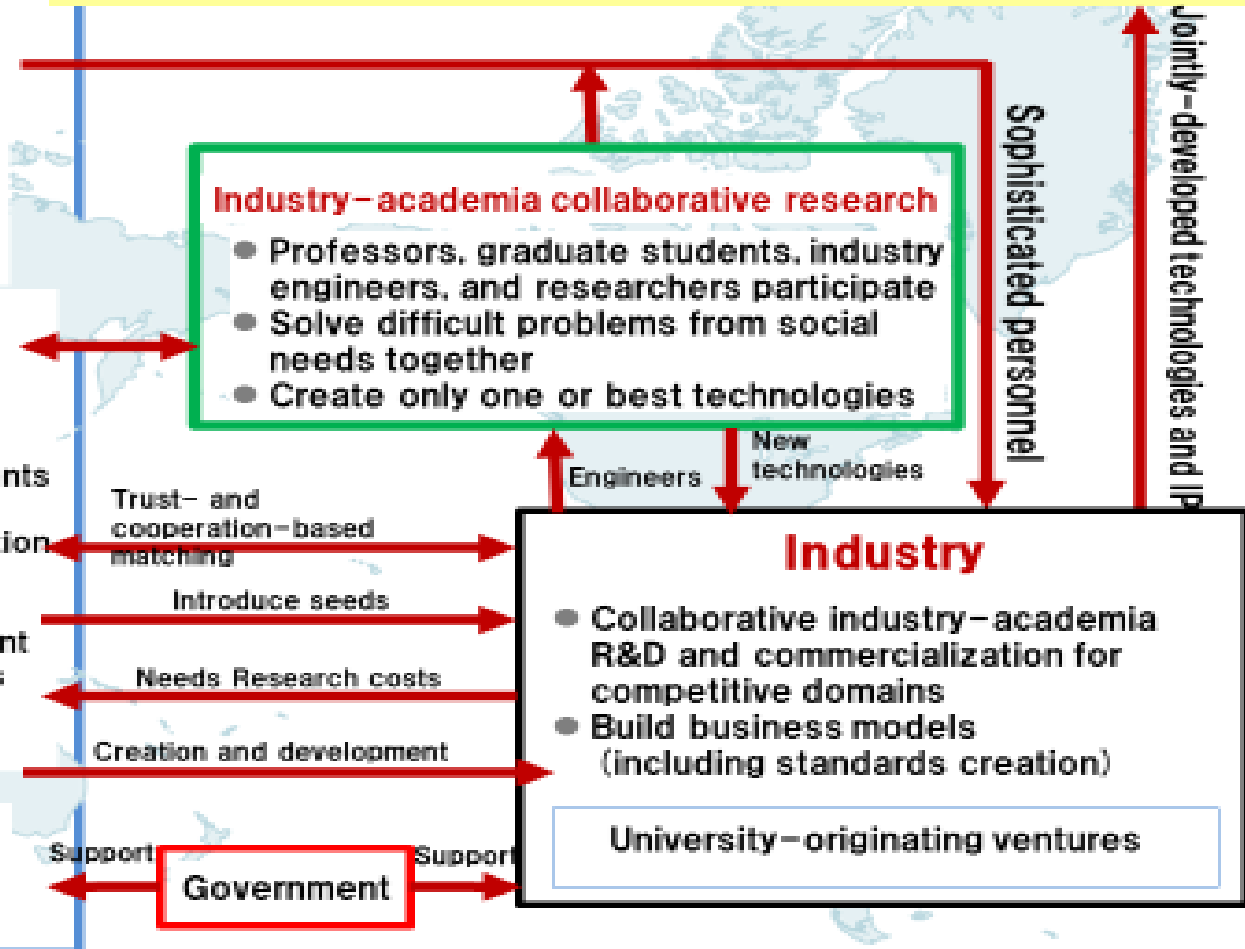 Jointly-developed technologies and IP
Sophisticated personnel
Industry-academia collaborative research
Professors, graduate students, industry
engineers, and researchers participate
Solve difficult problems from social
needs together
Create only one or best technologies
Engineers
New
technologies
nts
Trust- and
cooperation-based
matching
tion
Introduce seeds
nt
s
Needs Research costs
Creation and development
Support
Government
Support
Industry
Collaborative industry-academia
R&D and commercialization for
competitive domains
Build business models
(including standards creation)
University-originating ventures